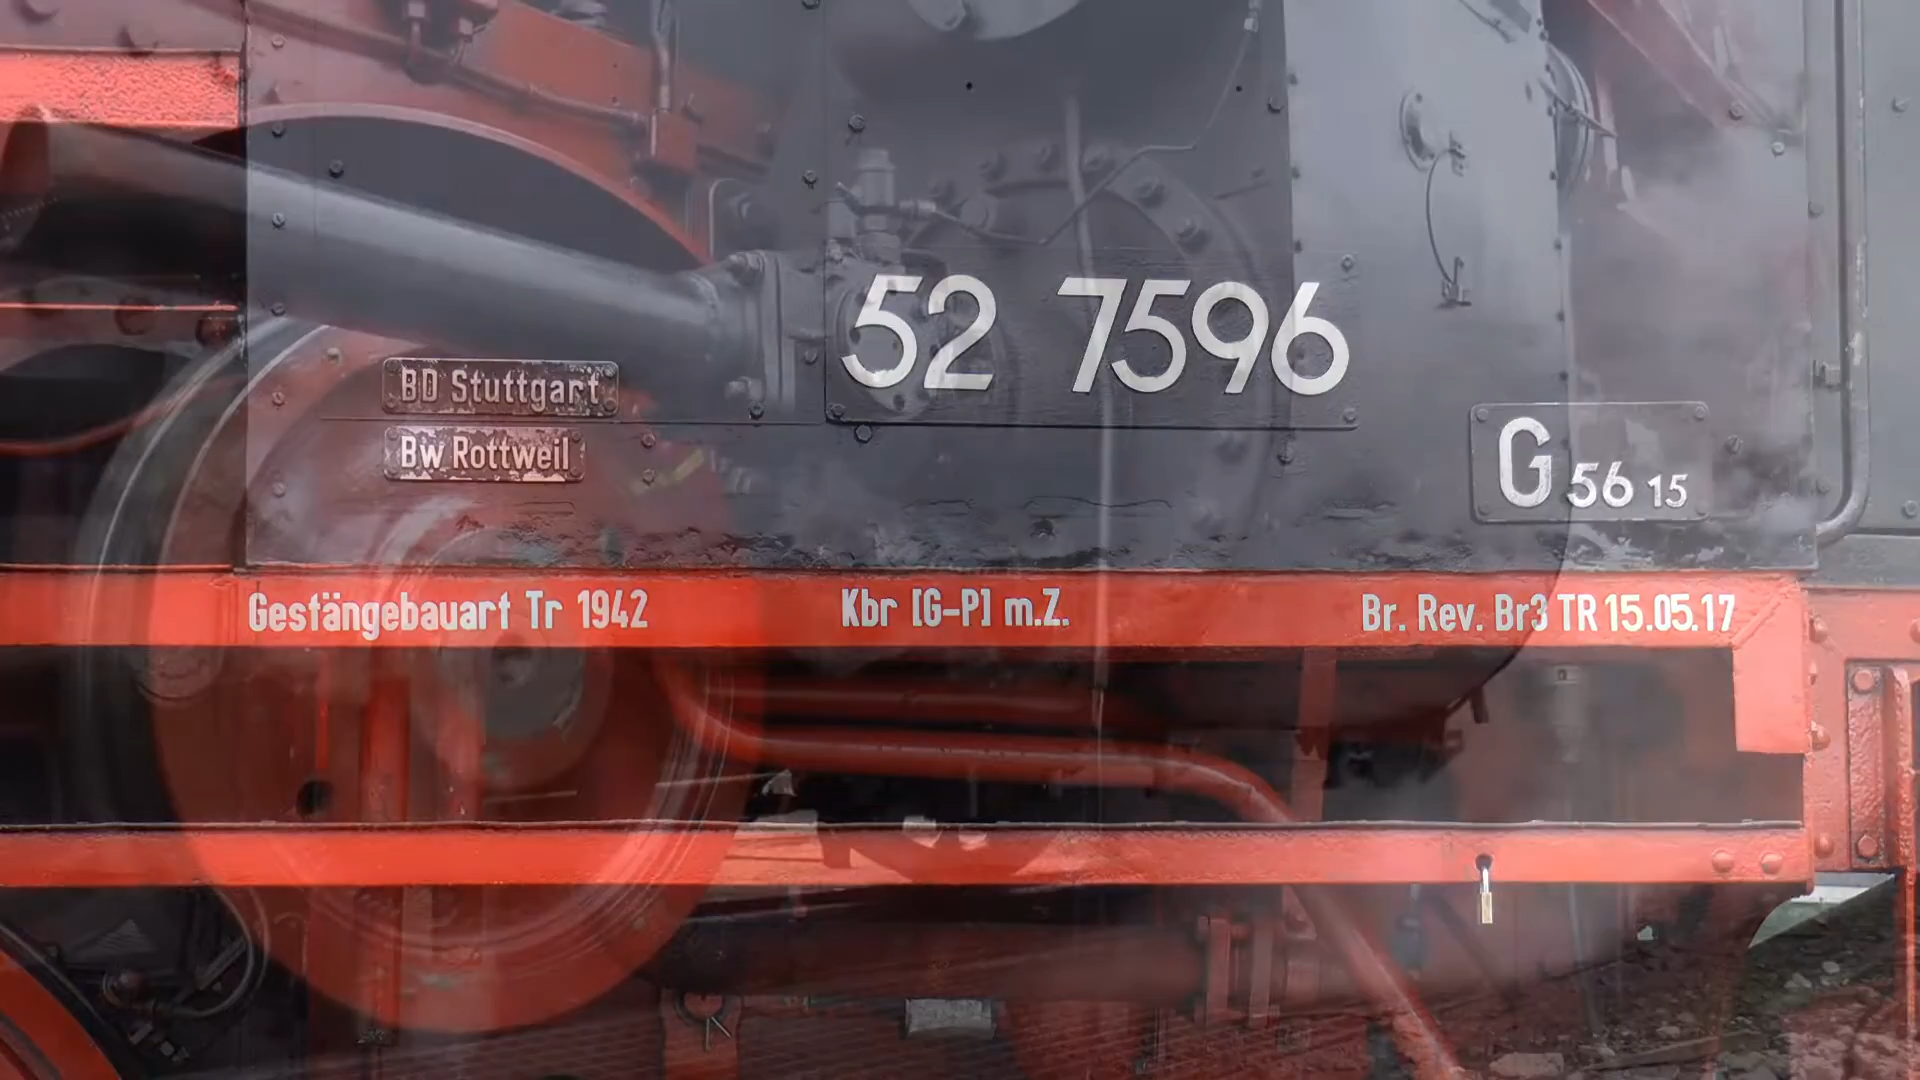 52 7596
BD Stuttgart
Bw Rottweil
G 56 15
Gestängebauart Tr 1942
Kbr [G-P] m.Z.
Br. Rev. Br3 TR 15.05.17